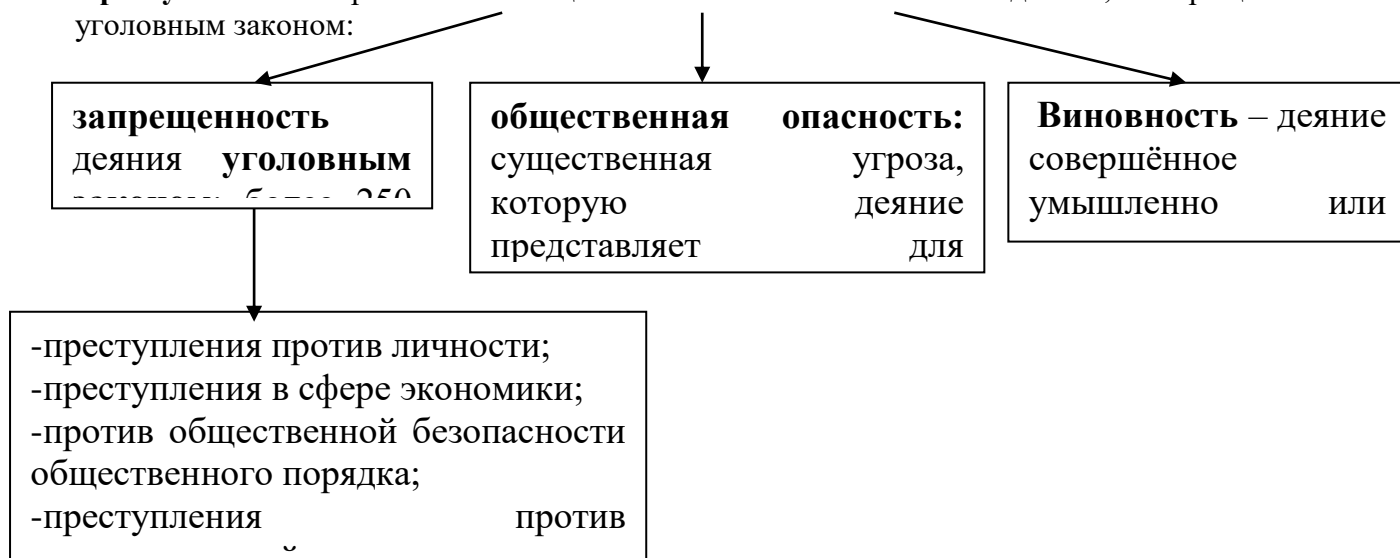 уголовным законом:
запрещенность
деяния уголовным
250
общественная опасность:
существенная угроза,
которую деяние
представляет для
Виновность – деяние
совершённое
умышленно или
-преступления против личности;
-преступления в сфере экономики;
-против общественной безопасности
общественного порядка;
-преступления против